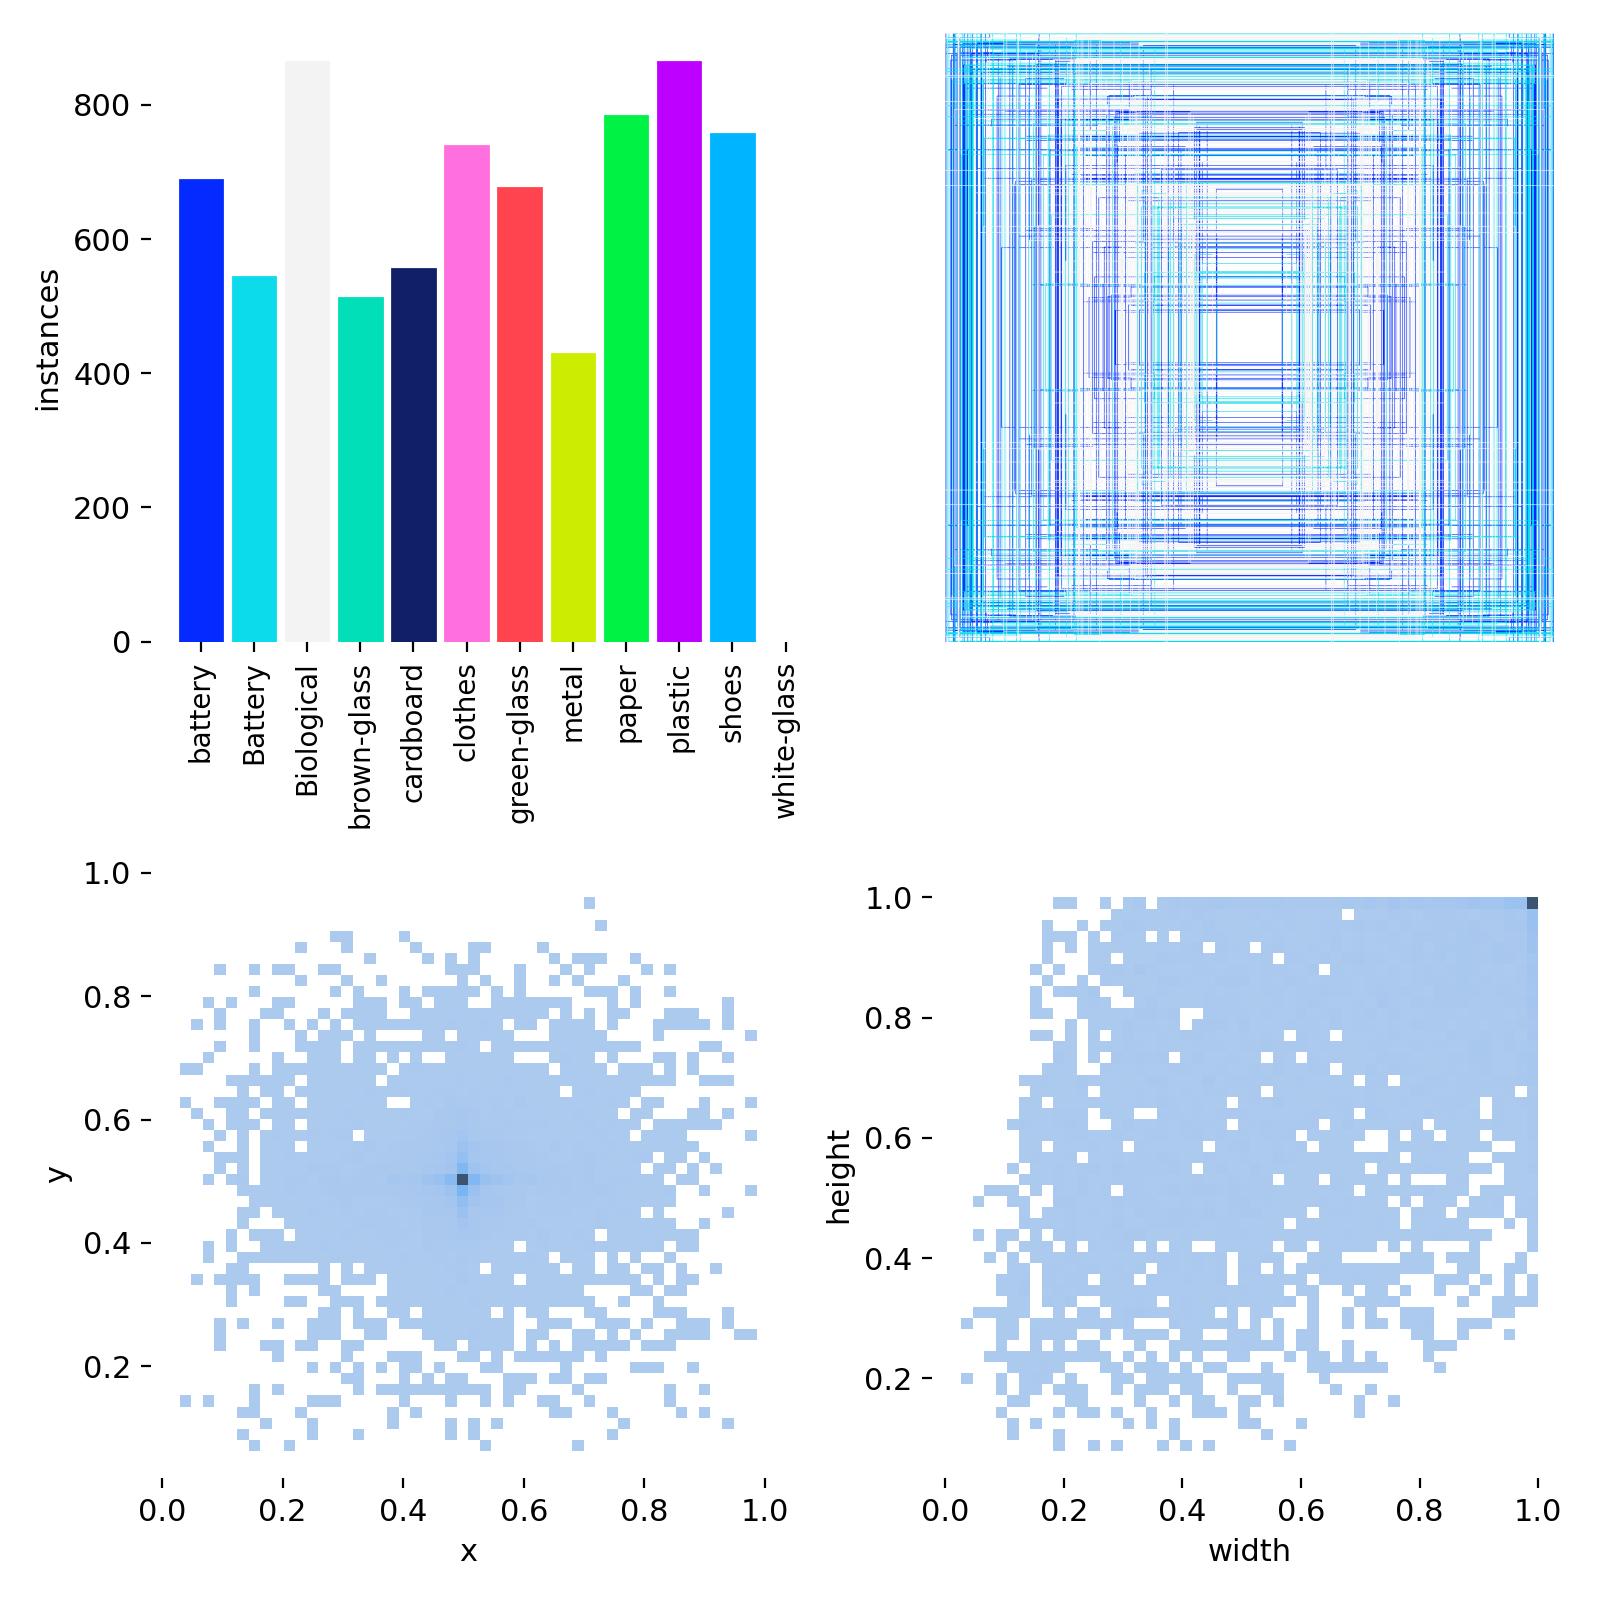 800
600
400
200
0
instances
battery
Battery
Biological
brown-glass
cardboard
clothes
green-glass
metal
paper
plastic
shoes
white-glass
1.0
0.8
0.6
0.4
0.2
y
0.0 0.2 0.4 0.6 0.8 1.0
x
1.0
0.8
0.6
0.4
0.2
height
0.0 0.2 0.4 0.6 0.8 1.0
width